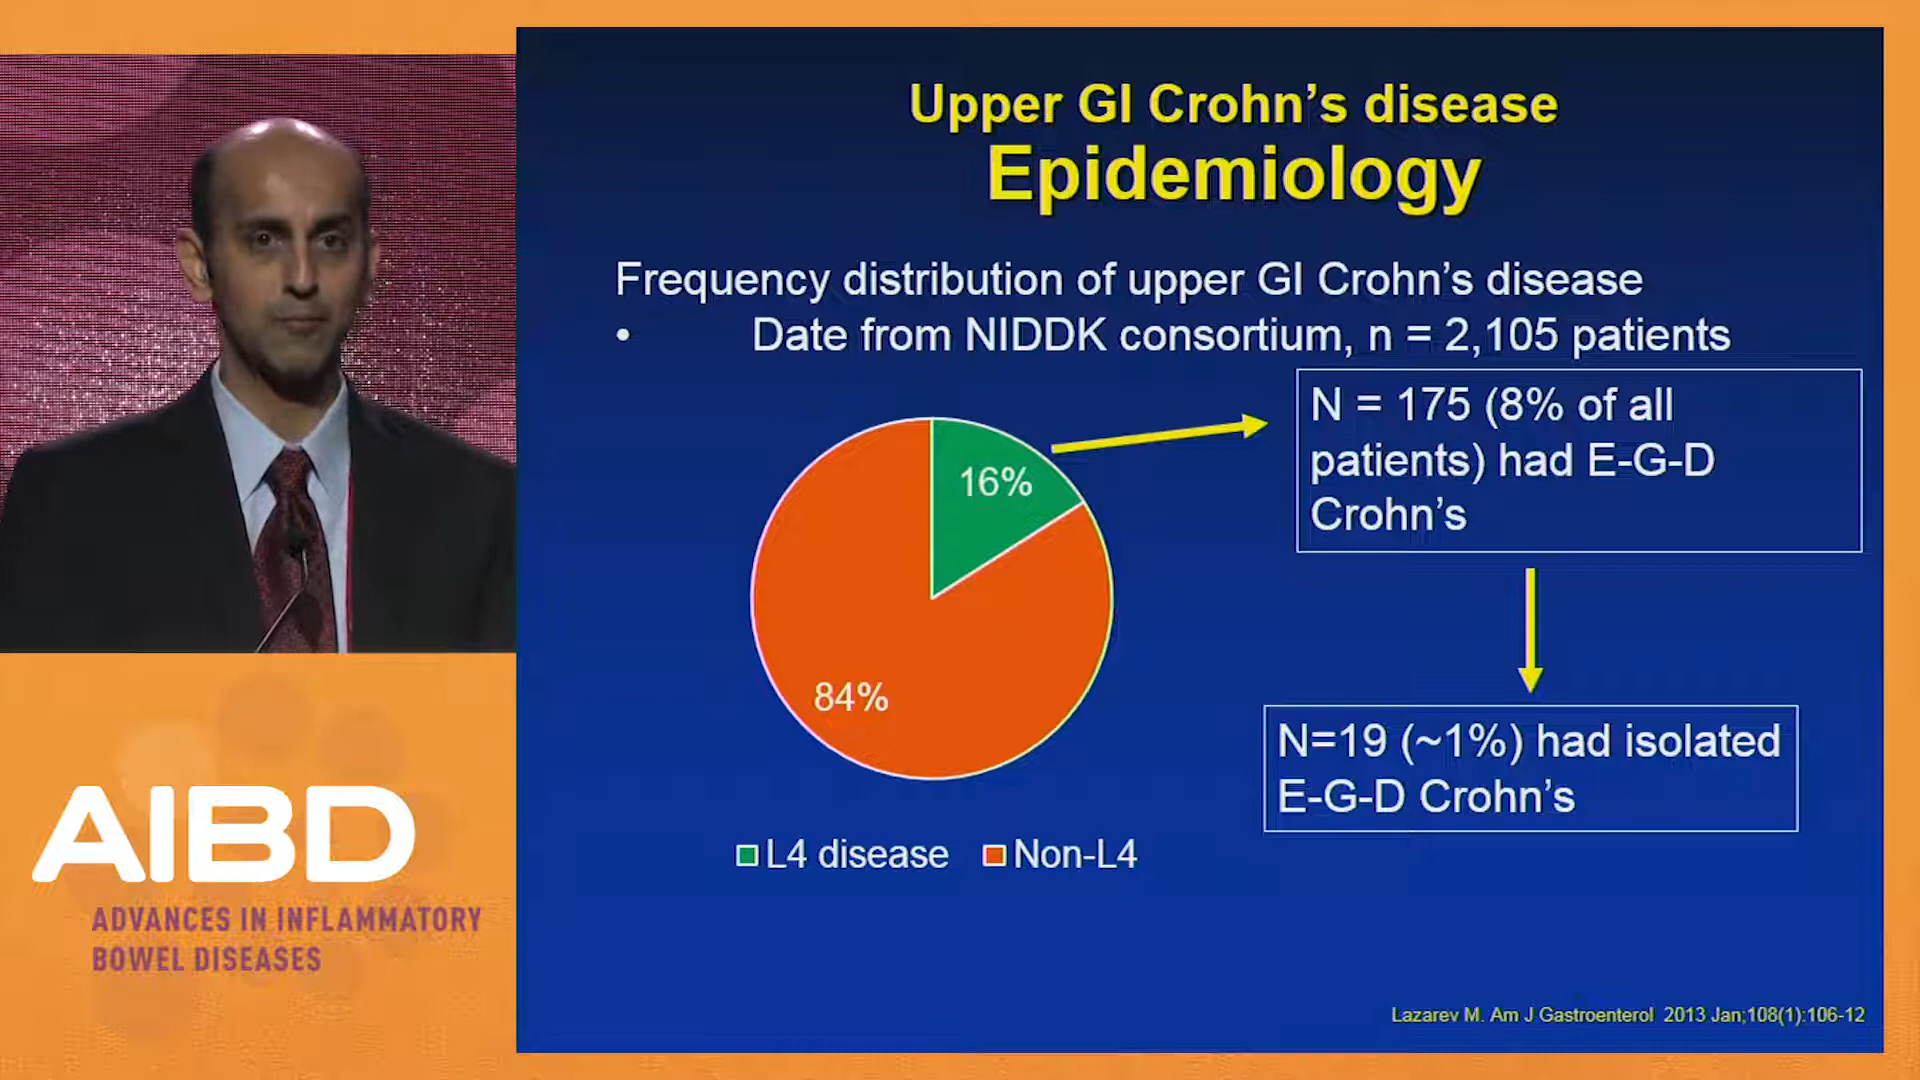 Upper GI Crohn's disease
Epidemiology
Frequency distribution of upper GI Crohn's disease
• Date from NIDDK consortium, n = 2,105 patients
N = 175 (8% of all
patients) had E-G-D
Crohn's
16%
84%
N=19 (~1%) had isolated
E-G-D Crohn's
L4 disease Non-L4
Lazarev M. Am J Gastroenterol 2013 Jan;108(1):106-12
AIBD
ADVANCES IN INFLAMMATORY
BOWEL DISEASES